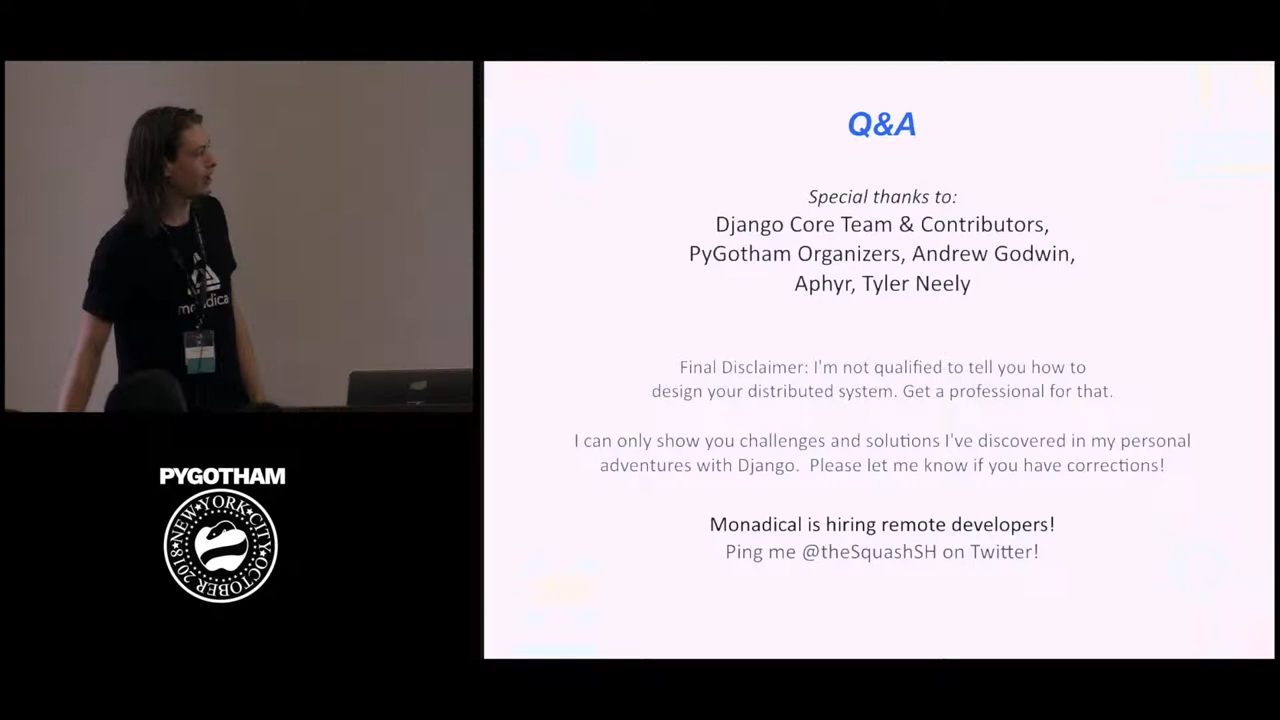 Q&A
Special thanks to:
Django Core Team & Contributors,
PyGotham Organizers, Andrew Godwin,
Aphyr, Tyler Neely
Final Disclaimer: I'm not qualified to tell you how to
design your distributed system. Get a professional for that.
I can only show you challenges and solutions I've discovered in my personal
adventures with Django. Please let me know if you have corrections!
Monadical is hiring remote developers!
Ping me @theSquashSH on Twitter!
PYGOTHAM
NEW★YORK★CITY★OCTOBER 2018★